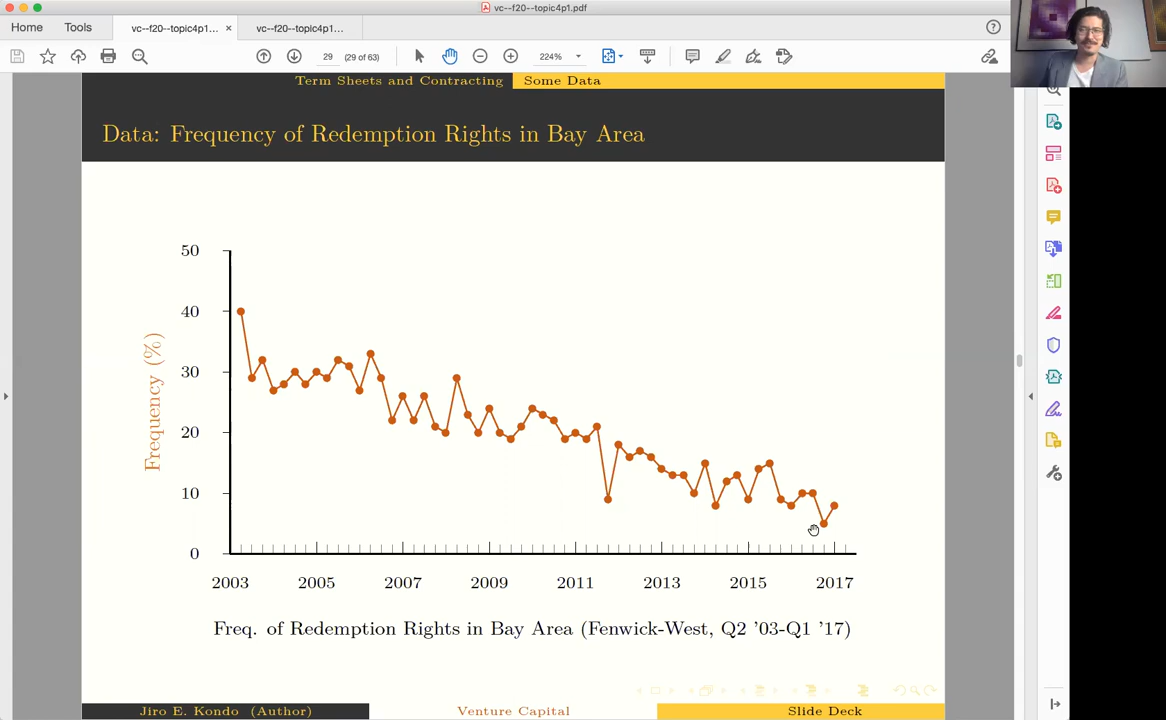 vc--f20--topic4p1.pdf
Home Tools vc--f20--topic4p1... × vc--f20--topic4p1...
29 (29 of 63) 224%
Term Sheets and Contracting Some Data
Data: Frequency of Redemption Rights in Bay Area
50
40
30
20
10
0
Frequency (%)
2003 2005 2007 2009 2011 2013 2015 2017
Freq. of Redemption Rights in Bay Area (Fenwick-West, Q2 '03-Q1 '17)
Jiro E. Kondo (Author) Venture Capital Slide Deck